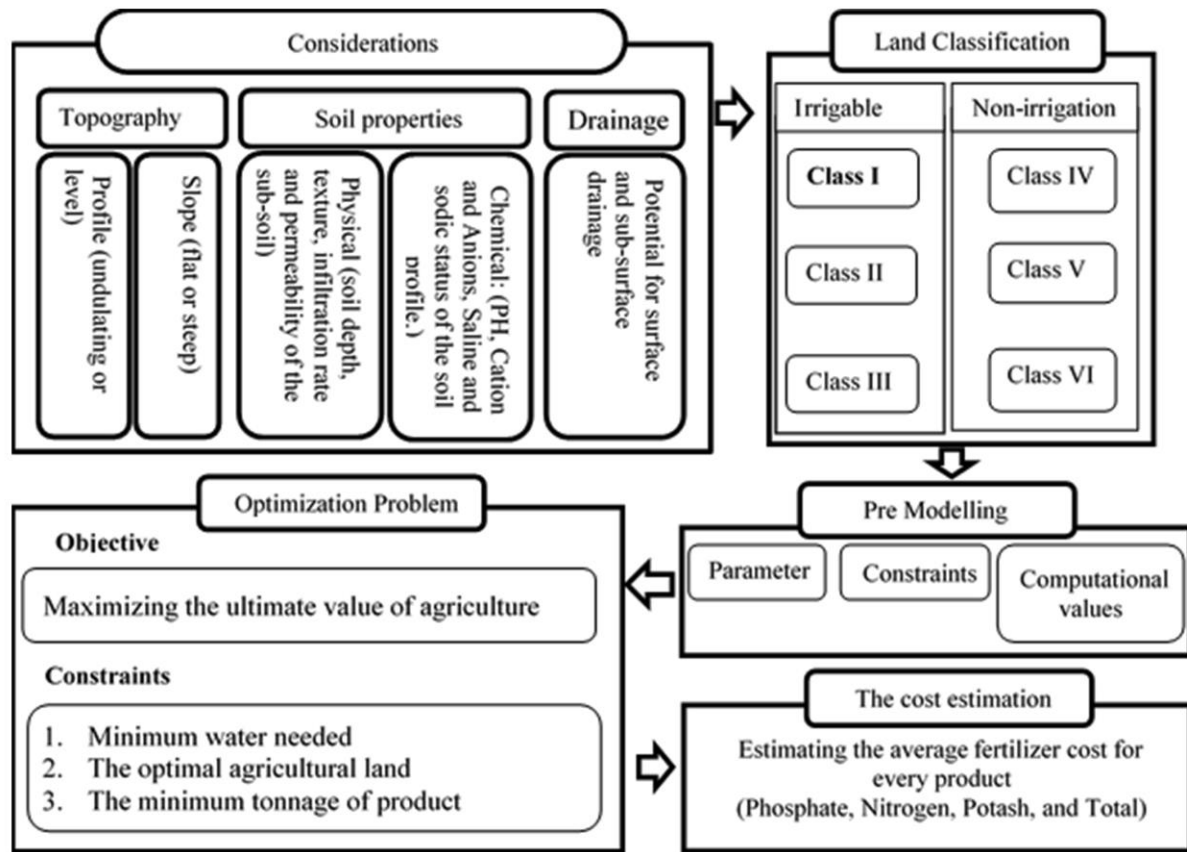 Considerations
Topography
Soil properties
Drainage
Profile (undulating or
level)
Slope (flat or steep)
Physical (soil depth,
texture, infiltration rate
and permeability of the
sub-soil)
Chemical: (PH, Cation
and Anions, Saline and
sodic status of the soil
profile.)
Potential for surface
and sub-surface
drainage
Land Classification
Irrigable
Non-irrigation
Class I
Class IV
Class II
Class V
Class III
Class VI
Pre Modelling
Parameter
Constraints
Computational
values
Optimization Problem
Objective
Maximizing the ultimate value of agriculture
Constraints
1. Minimum water needed
2. The optimal agricultural land
3. The minimum tonnage of product
The cost estimation
Estimating the average fertilizer cost for
every product
(Phosphate, Nitrogen, Potash, and Total)